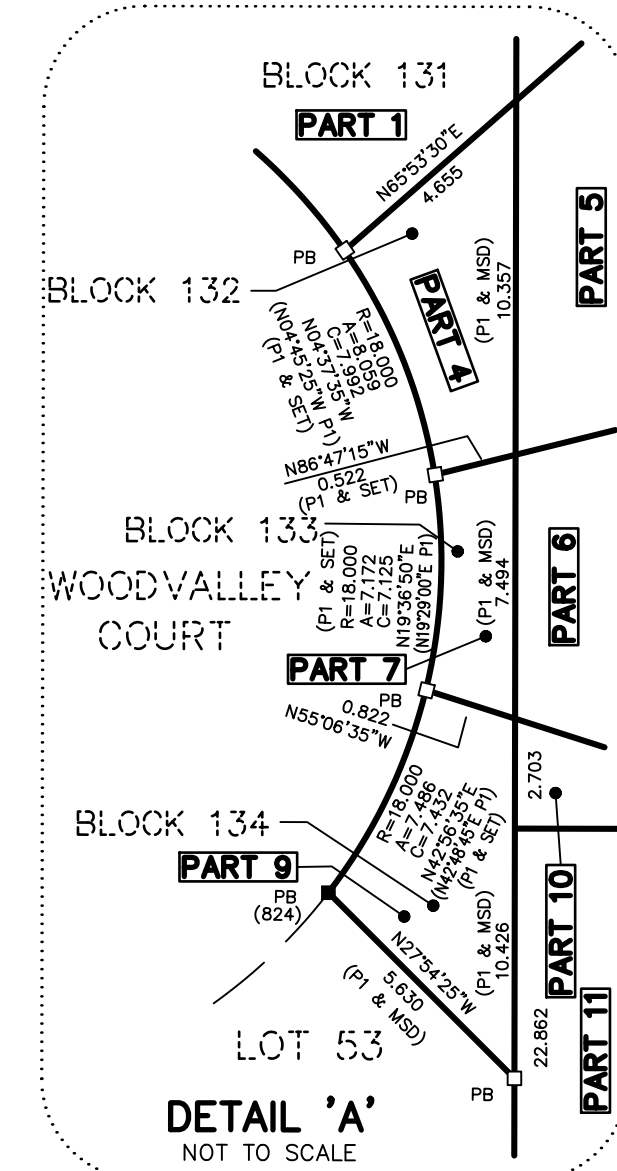 BLOCK 131
PART 1
N65°53'30"E
4.655
PART 5
PB
(P1 & MSD)
10.357
BLOCK 132
PART 4
R=18.000
A=8.059
C=7.992
N04°37'35"W
(N04°45'25"W P1)
(P1 & SET)
N86°47'15"W
0.522
(P1 & SET)
PB
BLOCK 133
(P1 & SET)
R=18.000
A=7.172
C=7.125
N19°36'50"E
(N19°29'00"E P1)
(P1 & MSD)
7.494
PART 6
WOODVALLEY
COURT
PART 7
PB
0.822
N55°06'35"W
2.703
R=18.000
A=7.486
C=7.432
N42°56'35"E
(N42°48'45"E P1)
(P1 & SET)
BLOCK 134
PART 9
PB
(824)
(P1 & MSD)
10.426
PART 10
N27°54'25"W
5.630
(P1 & MSD)
22.862
PART 11
LOT 53
PB
DETAIL 'A'
NOT TO SCALE